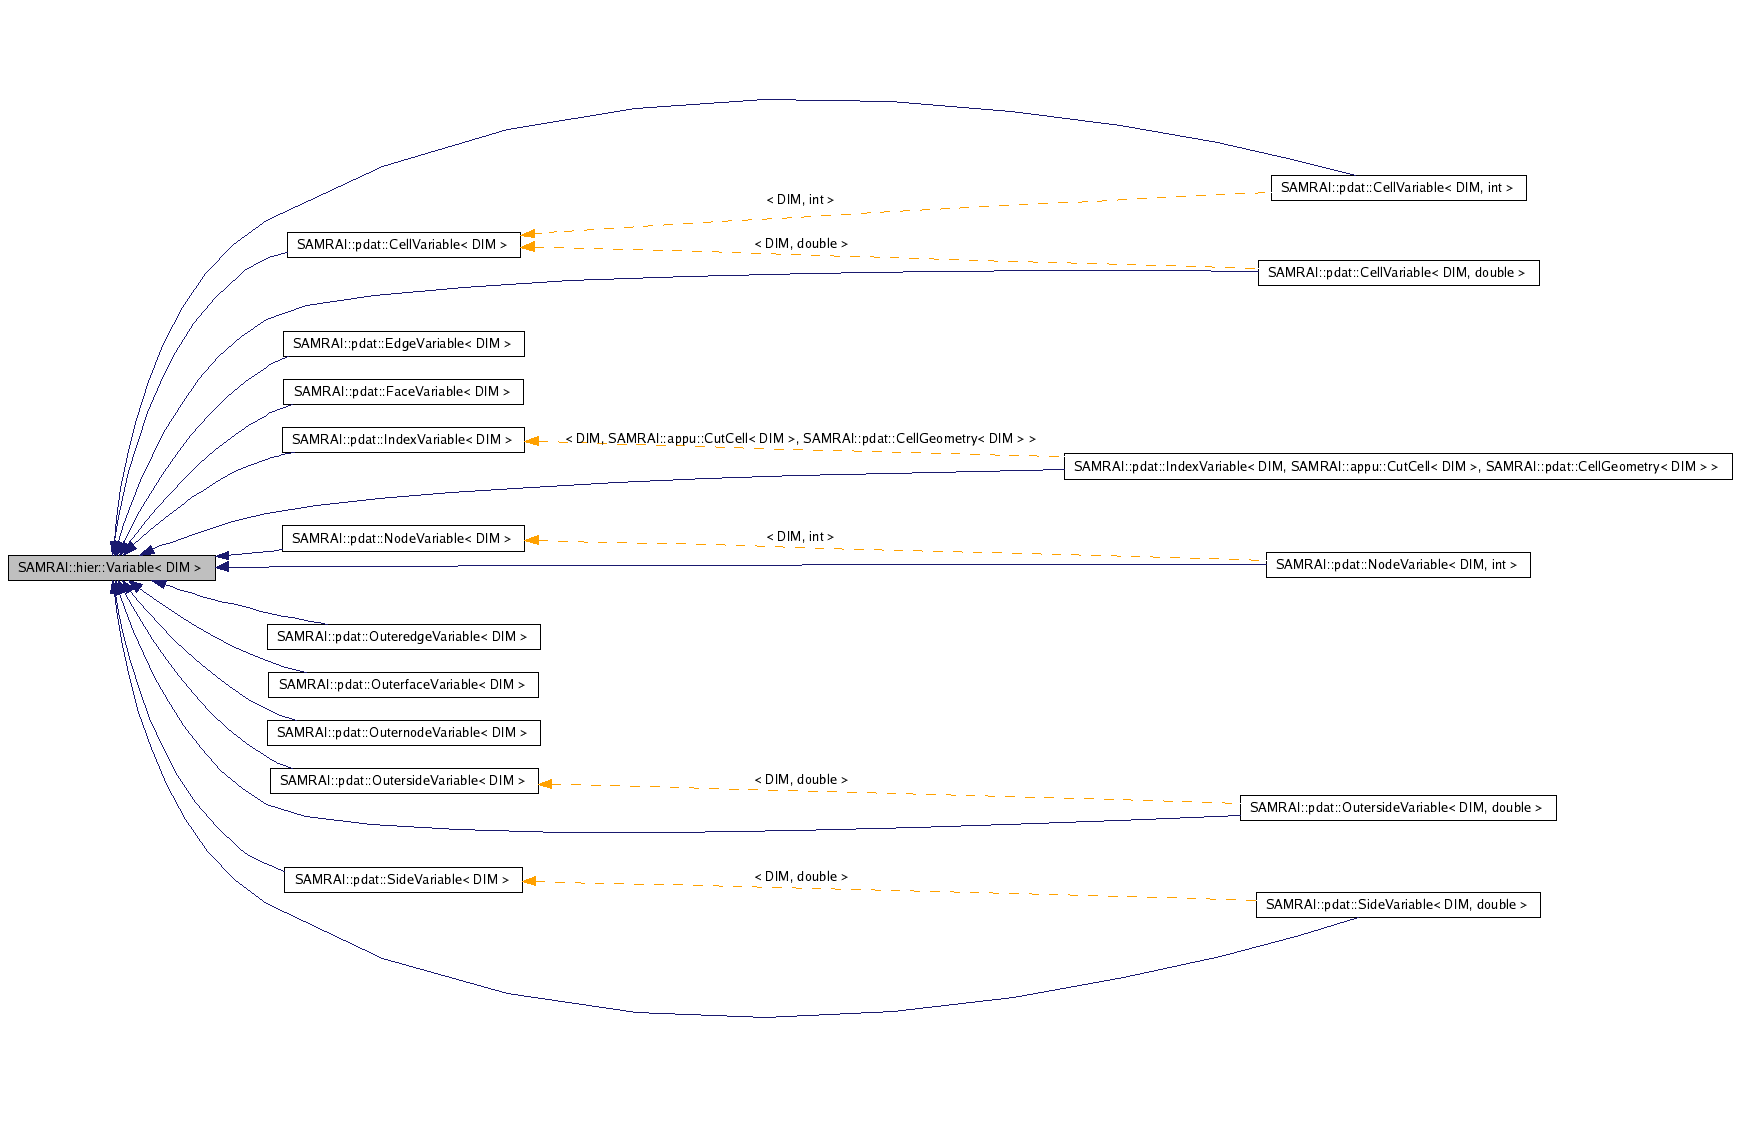 SAMRAI::pdat::CellVariable< DIM, int >
< DIM, int >
SAMRAI::pdat::CellVariable< DIM >
< DIM, double >
SAMRAI::pdat::CellVariable< DIM, double >
SAMRAI::pdat::EdgeVariable< DIM >
SAMRAI::pdat::FaceVariable< DIM >
SAMRAI::pdat::IndexVariable< DIM >
< DIM, SAMRAI::appu::CutCell< DIM >, SAMRAI::pdat::CellGeometry< DIM > >
SAMRAI::pdat::IndexVariable< DIM, SAMRAI::appu::CutCell< DIM >, SAMRAI::pdat::CellGeometry< DIM > >
SAMRAI::pdat::NodeVariable< DIM >
< DIM, int >
SAMRAI::hier::Variable< DIM >
SAMRAI::pdat::NodeVariable< DIM, int >
SAMRAI::pdat::OuteredgeVariable< DIM >
SAMRAI::pdat::OuterfaceVariable< DIM >
SAMRAI::pdat::OuternodeVariable< DIM >
SAMRAI::pdat::OutersideVariable< DIM >
< DIM, double >
SAMRAI::pdat::OutersideVariable< DIM, double >
SAMRAI::pdat::SideVariable< DIM >
< DIM, double >
SAMRAI::pdat::SideVariable< DIM, double >